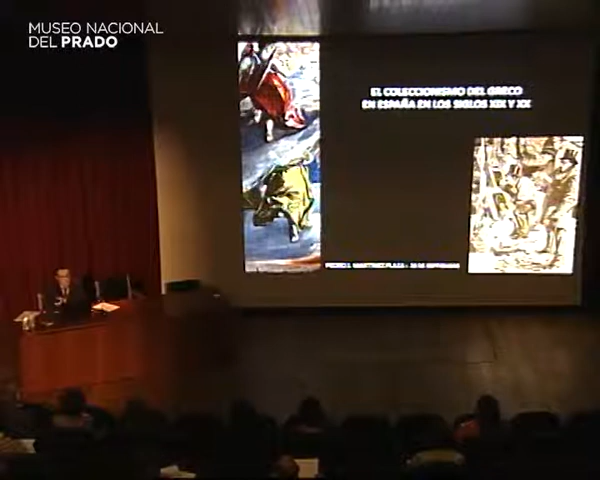 MUSEO NACIONAL
DEL PRADO
EL COLECCIONISMO DEL GRECO
EN ESPAÑA EN LOS SIGLOS XIX Y XX